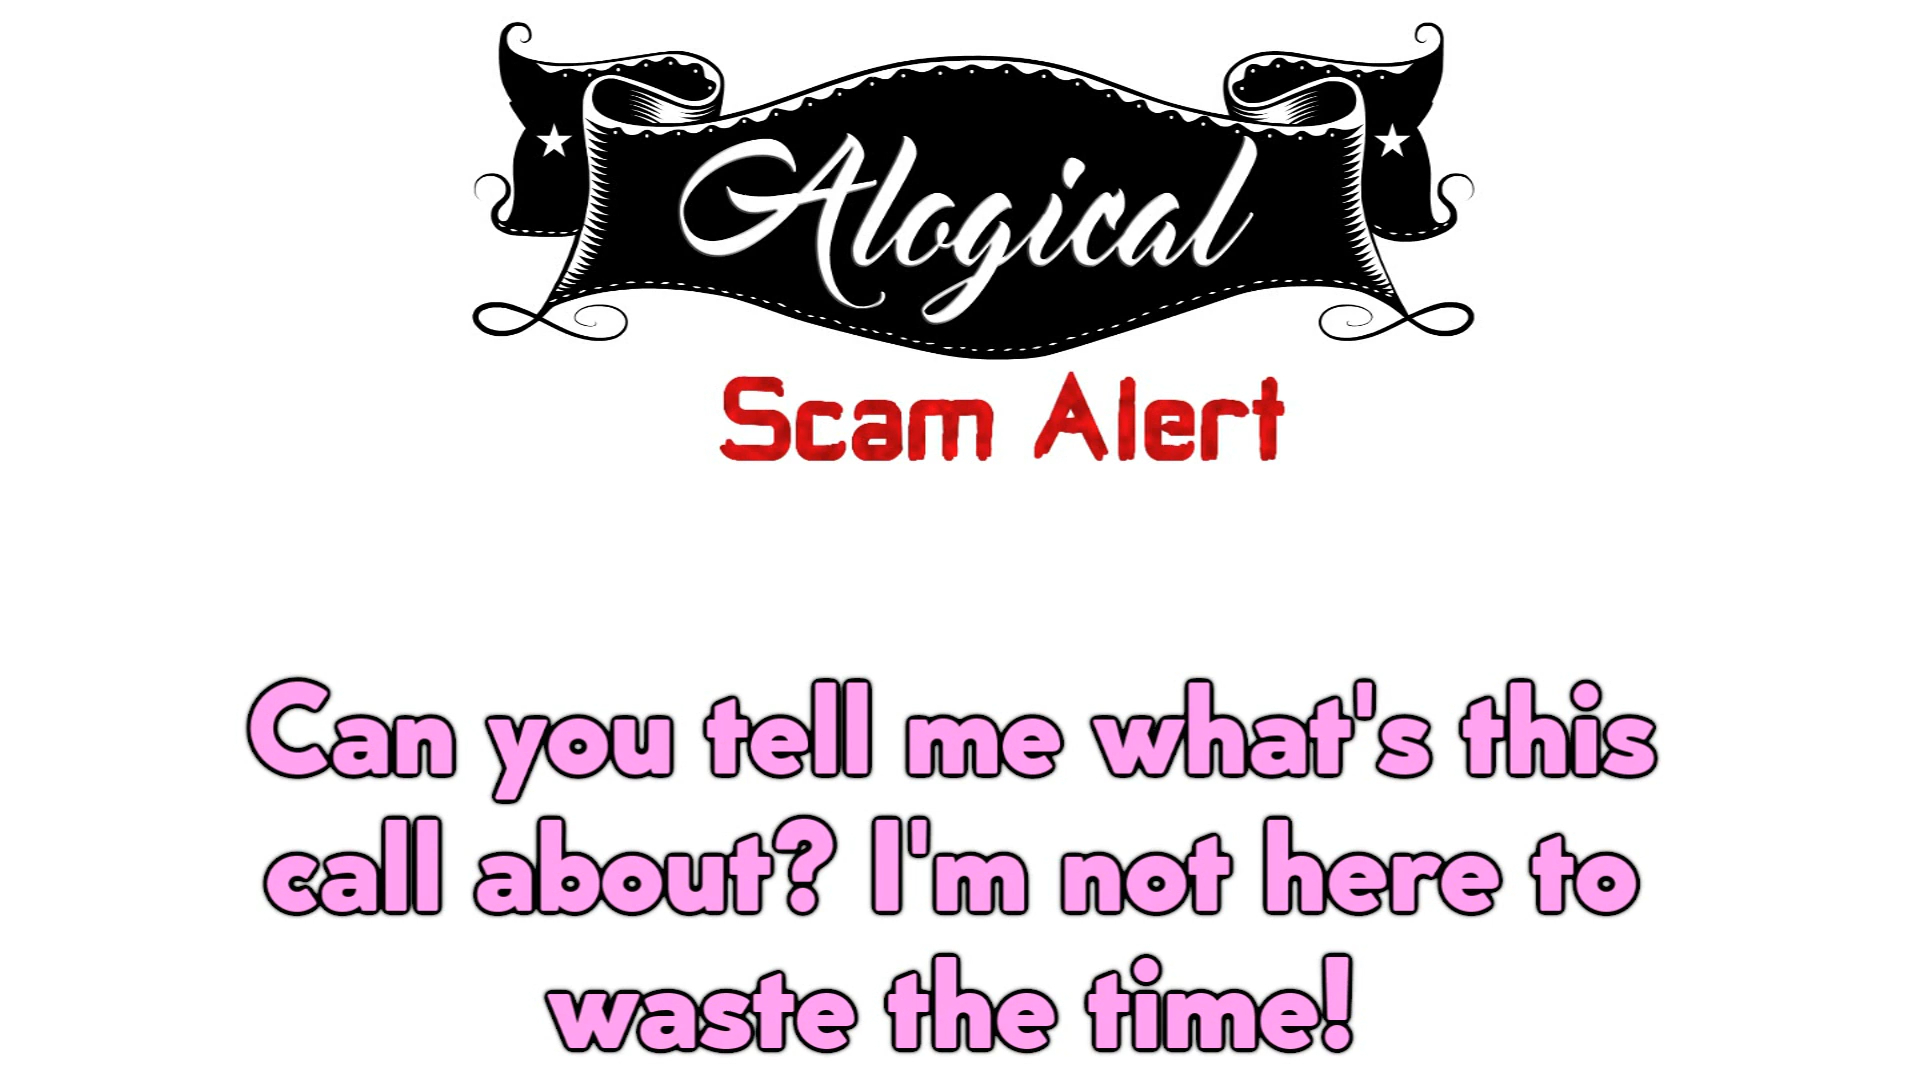 Alogical
Scam Alert
Can you tell me what's this
call about? I'm not here to
waste the time!